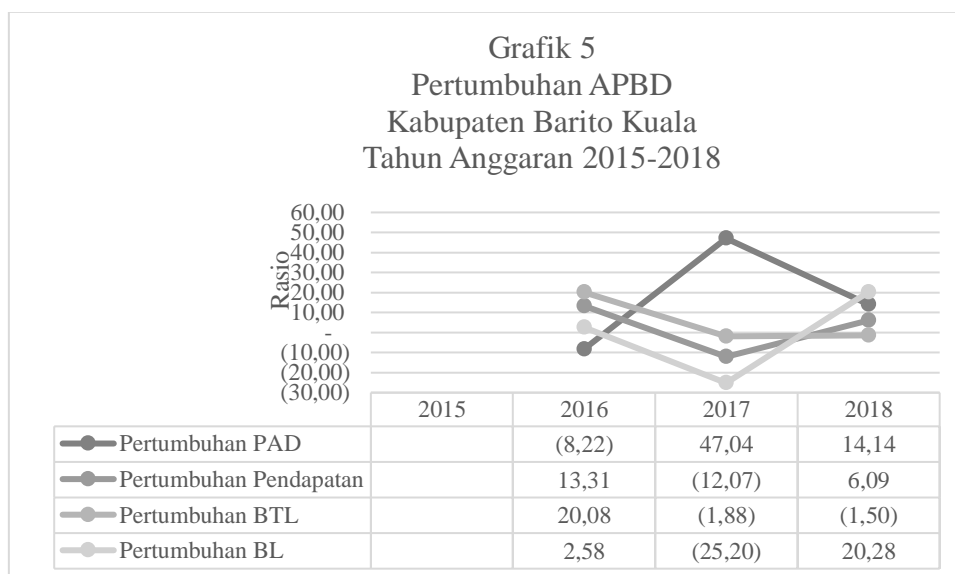 Grafik 5
Pertumbuhan APBD
Kabupaten Barito Kuala
Tahun Anggaran 2015-2018
Rasio
60,00
50,00
40,00
30,00
20,00
10,00
-
(10,00)
(20,00)
(30,00)
2015 2016 2017 2018
Pertumbuhan PAD (8,22) 47,04 14,14
Pertumbuhan Pendapatan 13,31 (12,07) 6,09
Pertumbuhan BTL 20,08 (1,88) (1,50)
Pertumbuhan BL 2,58 (25,20) 20,28